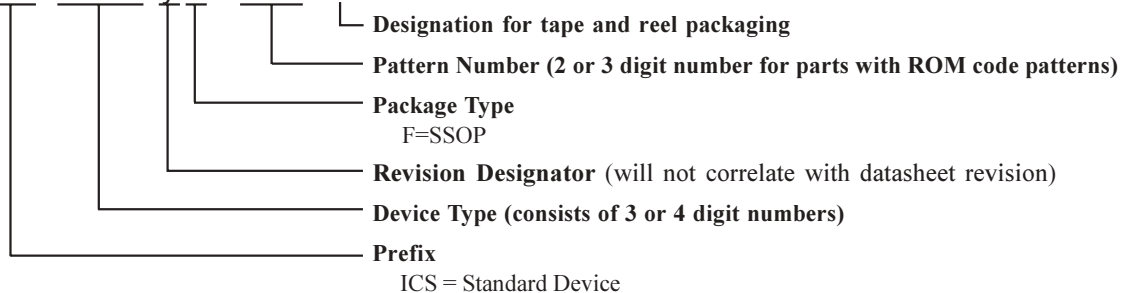 Designation for tape and reel packaging
Pattern Number (2 or 3 digit number for parts with ROM code patterns)
Package Type
F=SSOP
Revision Designator (will not correlate with datasheet revision)
Device Type (consists of 3 or 4 digit numbers)
Prefix
ICS = Standard Device